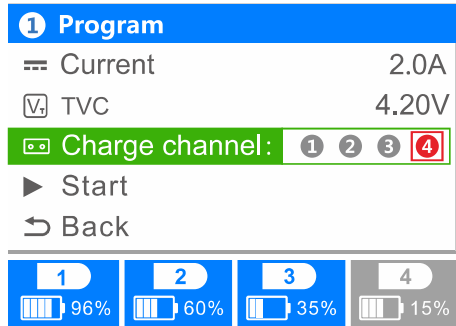 1 Program
Current 2.0A
VT TVC 4.20V
Charge channel: 1 2 3 4
Start
Back
1 2 3 4
96% 60% 35% 15%